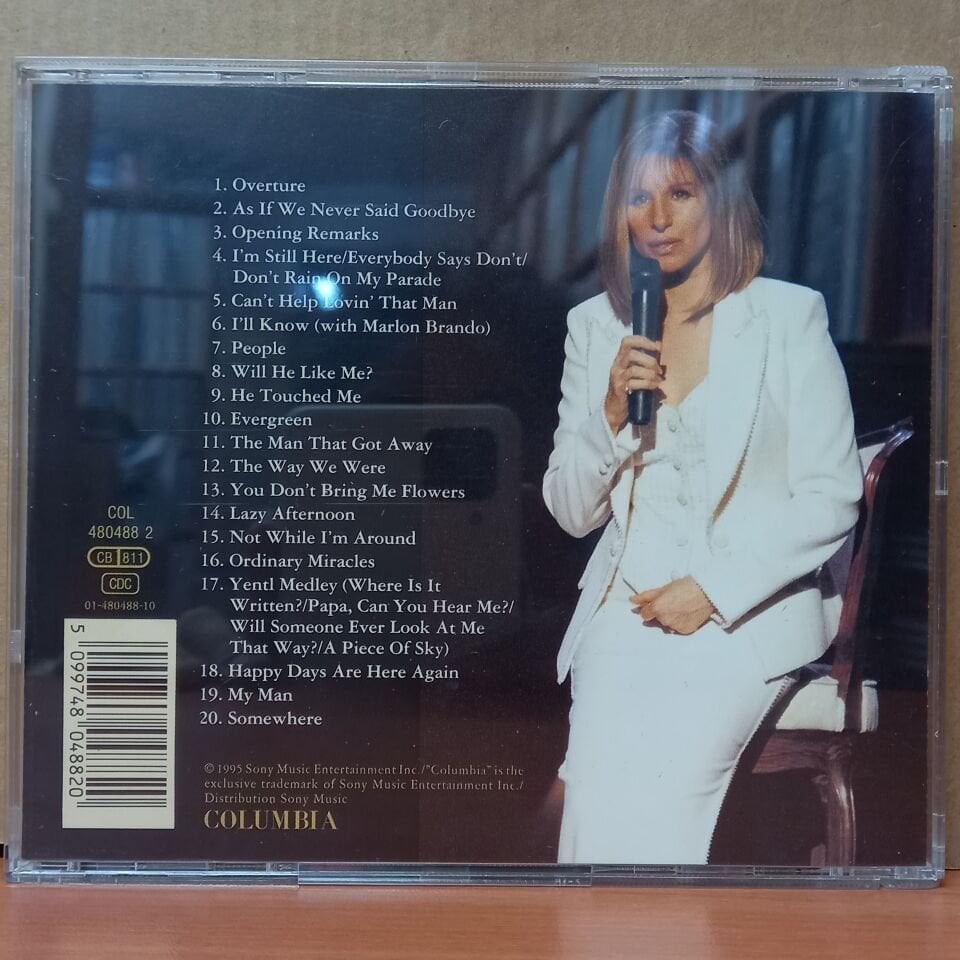 1. Overture
2. As If We Never Said Goodbye
3. Opening Remarks
4. I'm Still Here/Everybody Says Don't/
Don't Rain On My Parade
5. Can't Help Lovin' That Man
6. I'll Know (with Marlon Brando)
7. People
8. Will He Like Me?
9. He Touched Me
10. Evergreen
11. The Man That Got Away
12. The Way We Were
13. You Don't Bring Me Flowers
14. Lazy Afternoon
15. Not While I'm Around
16. Ordinary Miracles
17. Yentl Medley (Where Is It
Written?/Papa, Can You Hear Me?/
Will Someone Ever Look At Me
That Way?/A Piece Of Sky)
18. Happy Days Are Here Again
19. My Man
20. Somewhere
COL
480488 2
CB 811
CDC
01-480488-10
5 099748 048820
© 1995 Sony Music Entertainment Inc./"Columbia" is the
exclusive trademark of Sony Music Entertainment Inc./
Distribution Sony Music
COLUMBIA